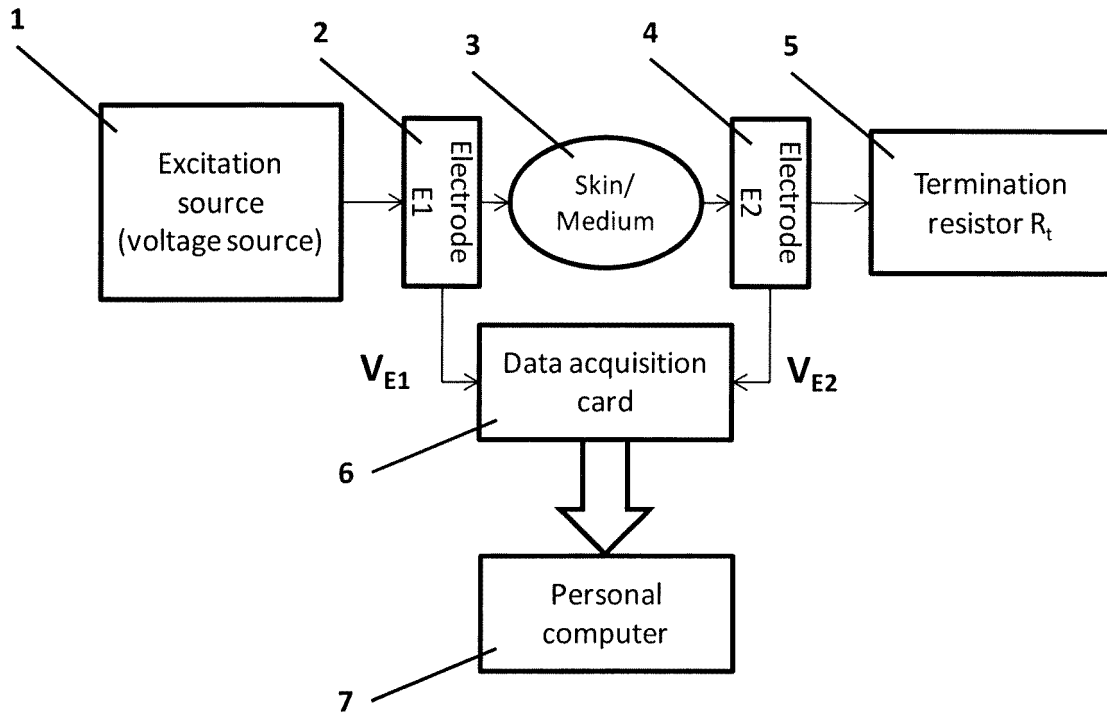 1
2
3
4
5
Excitation
source
(voltage source)
Electrode
E1
Skin/
Medium
Electrode
E2
Termination
resistor Rt
VE1
Data acquisition
card
VE2
6
Personal
computer
7